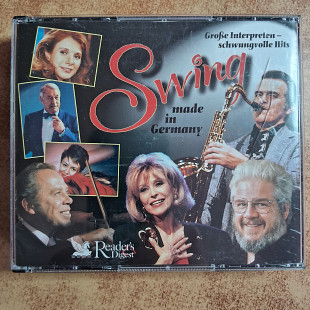 Große Interpreten –
schwungvolle Hits
Swing
made
in
Germany
Reader's
Digest